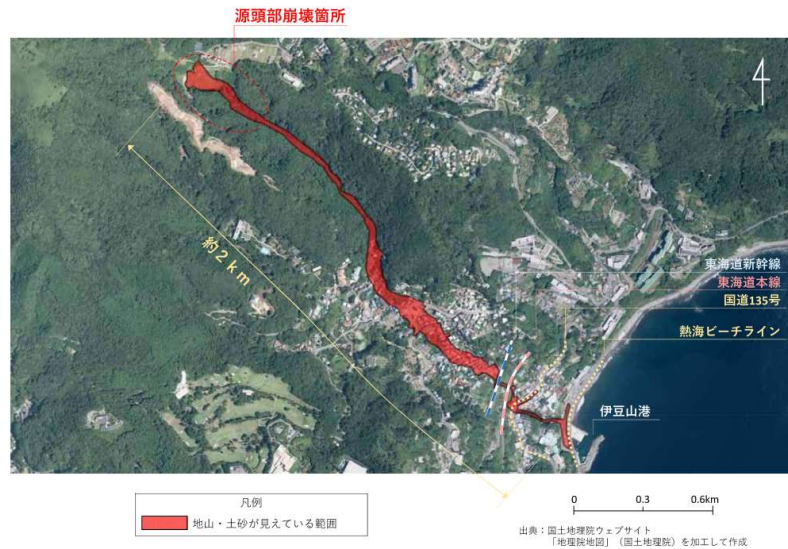 源頭部崩壊箇所
約２ｋｍ
東海道新幹線
東海道本線
国道135号
熱海ビーチライン
伊豆山港
凡例
地山・土砂が見えている範囲
0 0.3 0.6km
出典：国土地理院ウェブサイト
「地理院地図」（国土地理院）を加工して作成